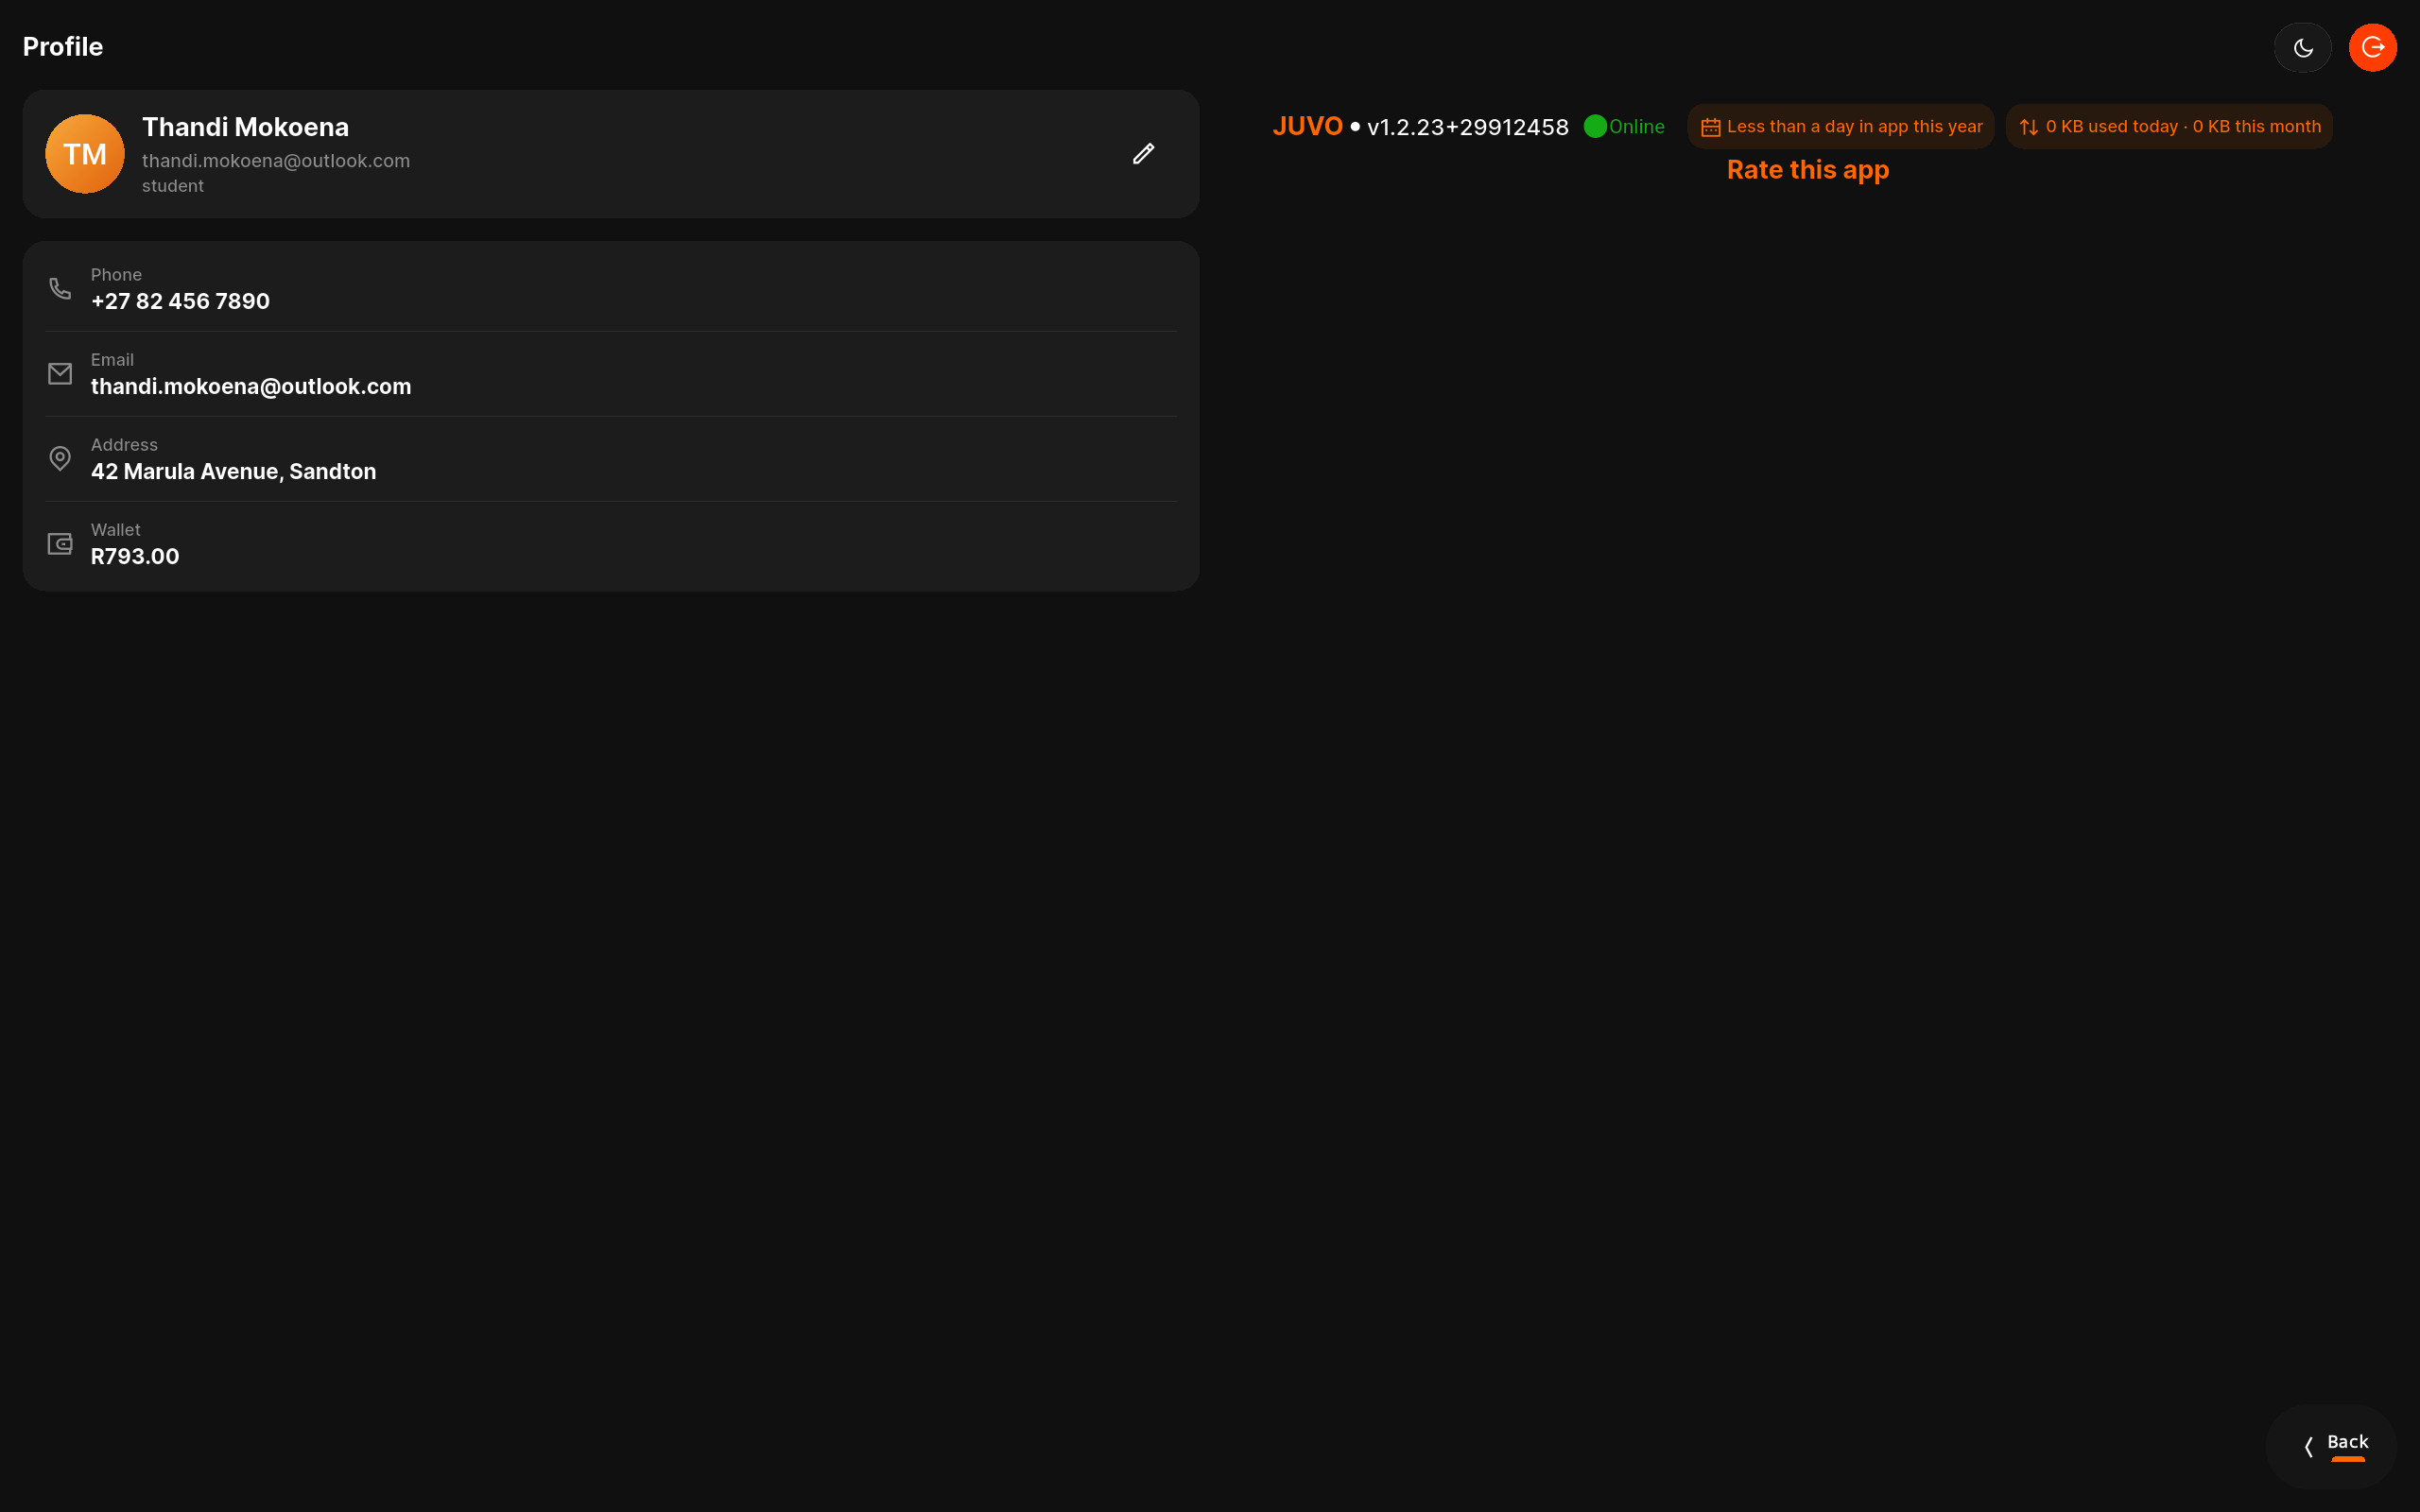 Profile
TM
Thandi Mokoena
thandi.mokoena@outlook.com
student
Phone
+27 82 456 7890
Email
thandi.mokoena@outlook.com
Address
42 Marula Avenue, Sandton
Wallet
R793.00
JUVO • v1.2.23+29912458 Online Less than a day in app this year 0 KB used today · 0 KB this month
Rate this app
Back